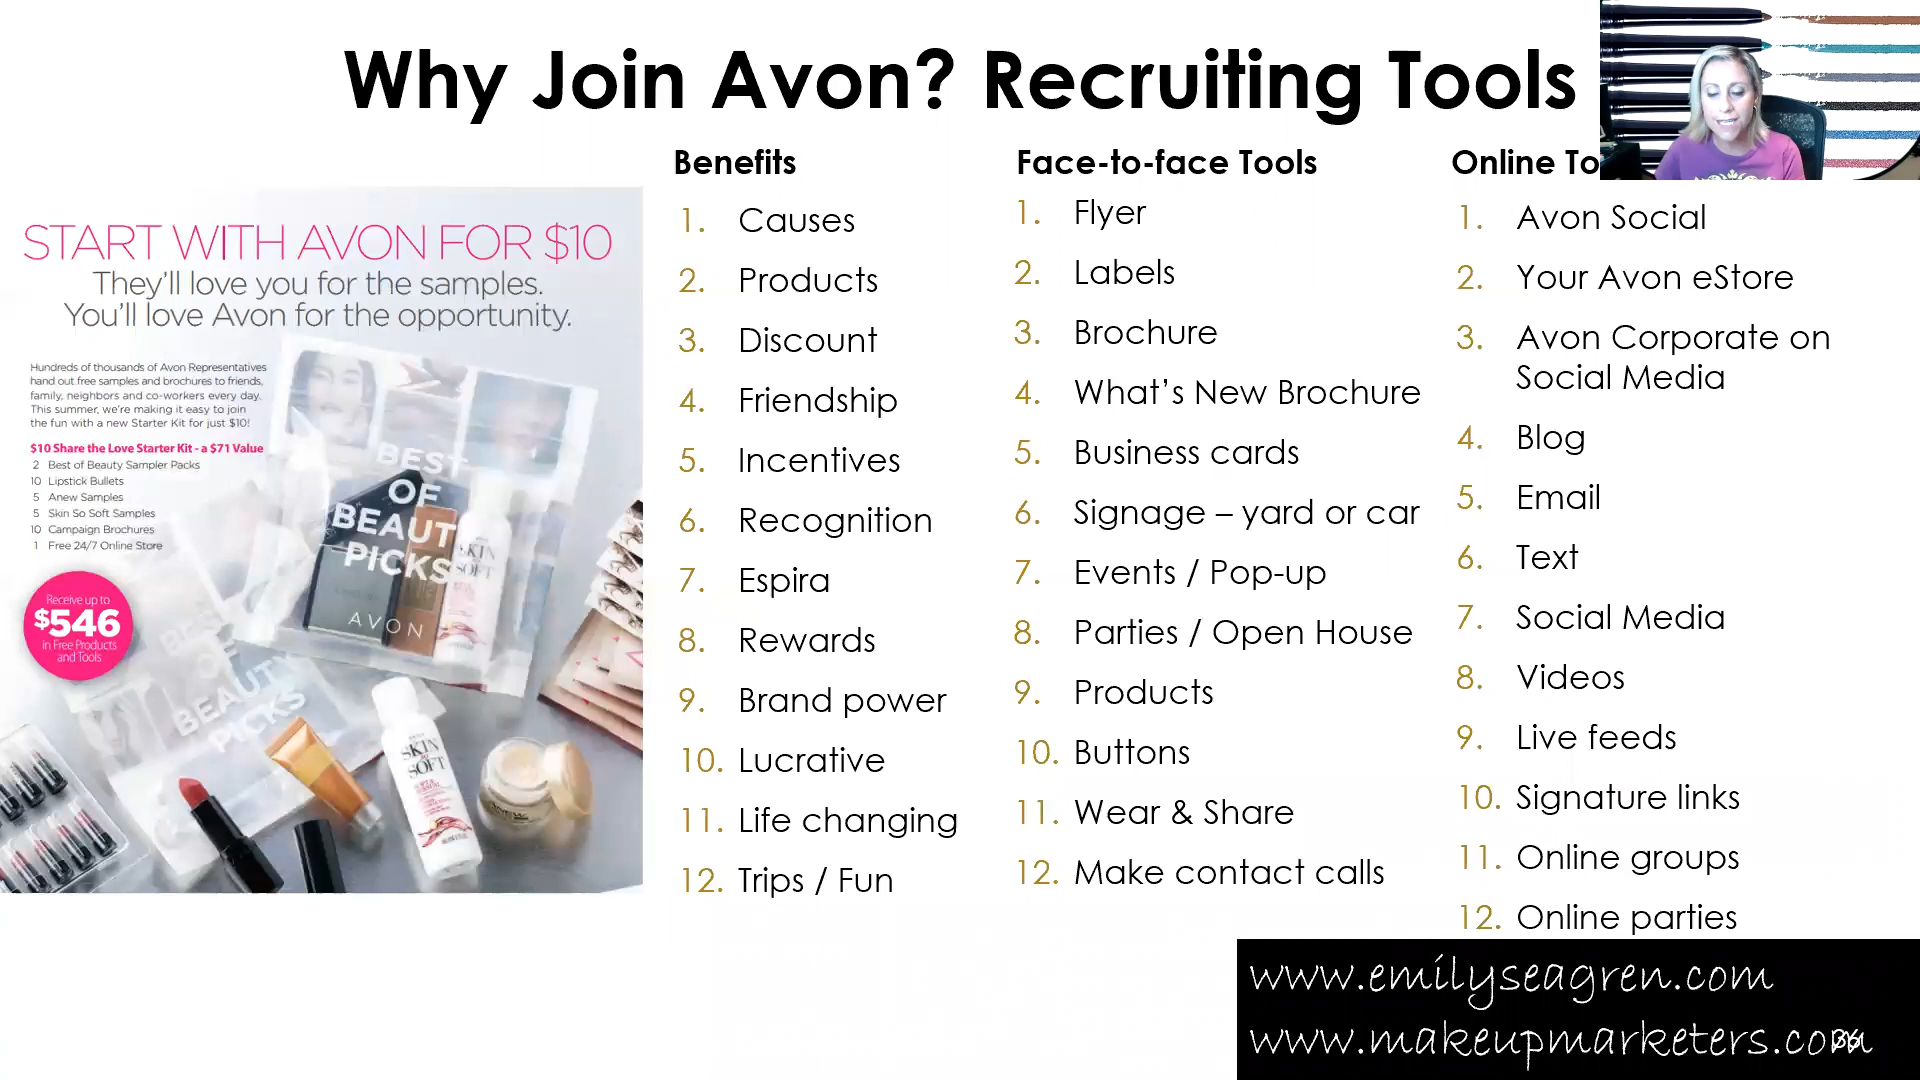 Why Join Avon? Recruiting Tools
START WITH AVON FOR $10
They'll love you for the samples.
You'll love Avon for the opportunity.
Hundreds of thousands of Avon Representatives
hand out free samples and brochures to friends,
family, neighbors and co-workers every day.
This summer, we're making it easy to join
the fun with a new Starter Kit for just $10!
$10 Share the Love Starter Kit - a $71 Value
2 Best of Beauty Sampler Packs
10 Lipstick Bullets
5 Anew Samples
5 Skin So Soft Samples
10 Campaign Brochures
1 Free 24/7 Online Store
Receive up to
$546
in Free Products
and Tools
BEST
OF
BEAUT
PICKS
AVON
SKIN
SO
SOFT
BEST
OF
BEAUTY
PICKS
SKIN
SO
SOFT
Benefits
1. Causes
2. Products
3. Discount
4. Friendship
5. Incentives
6. Recognition
7. Espira
8. Rewards
9. Brand power
10. Lucrative
11. Life changing
12. Trips / Fun
Face-to-face Tools
1. Flyer
2. Labels
3. Brochure
4. What's New Brochure
5. Business cards
6. Signage – yard or car
7. Events / Pop-up
8. Parties / Open House
9. Products
10. Buttons
11. Wear & Share
12. Make contact calls
Online To
1. Avon Social
2. Your Avon eStore
3. Avon Corporate on
Social Media
4. Blog
5. Email
6. Text
7. Social Media
8. Videos
9. Live feeds
10. Signature links
11. Online groups
12. Online parties
www.emilyseagren.com
www.makeupmarketers.com